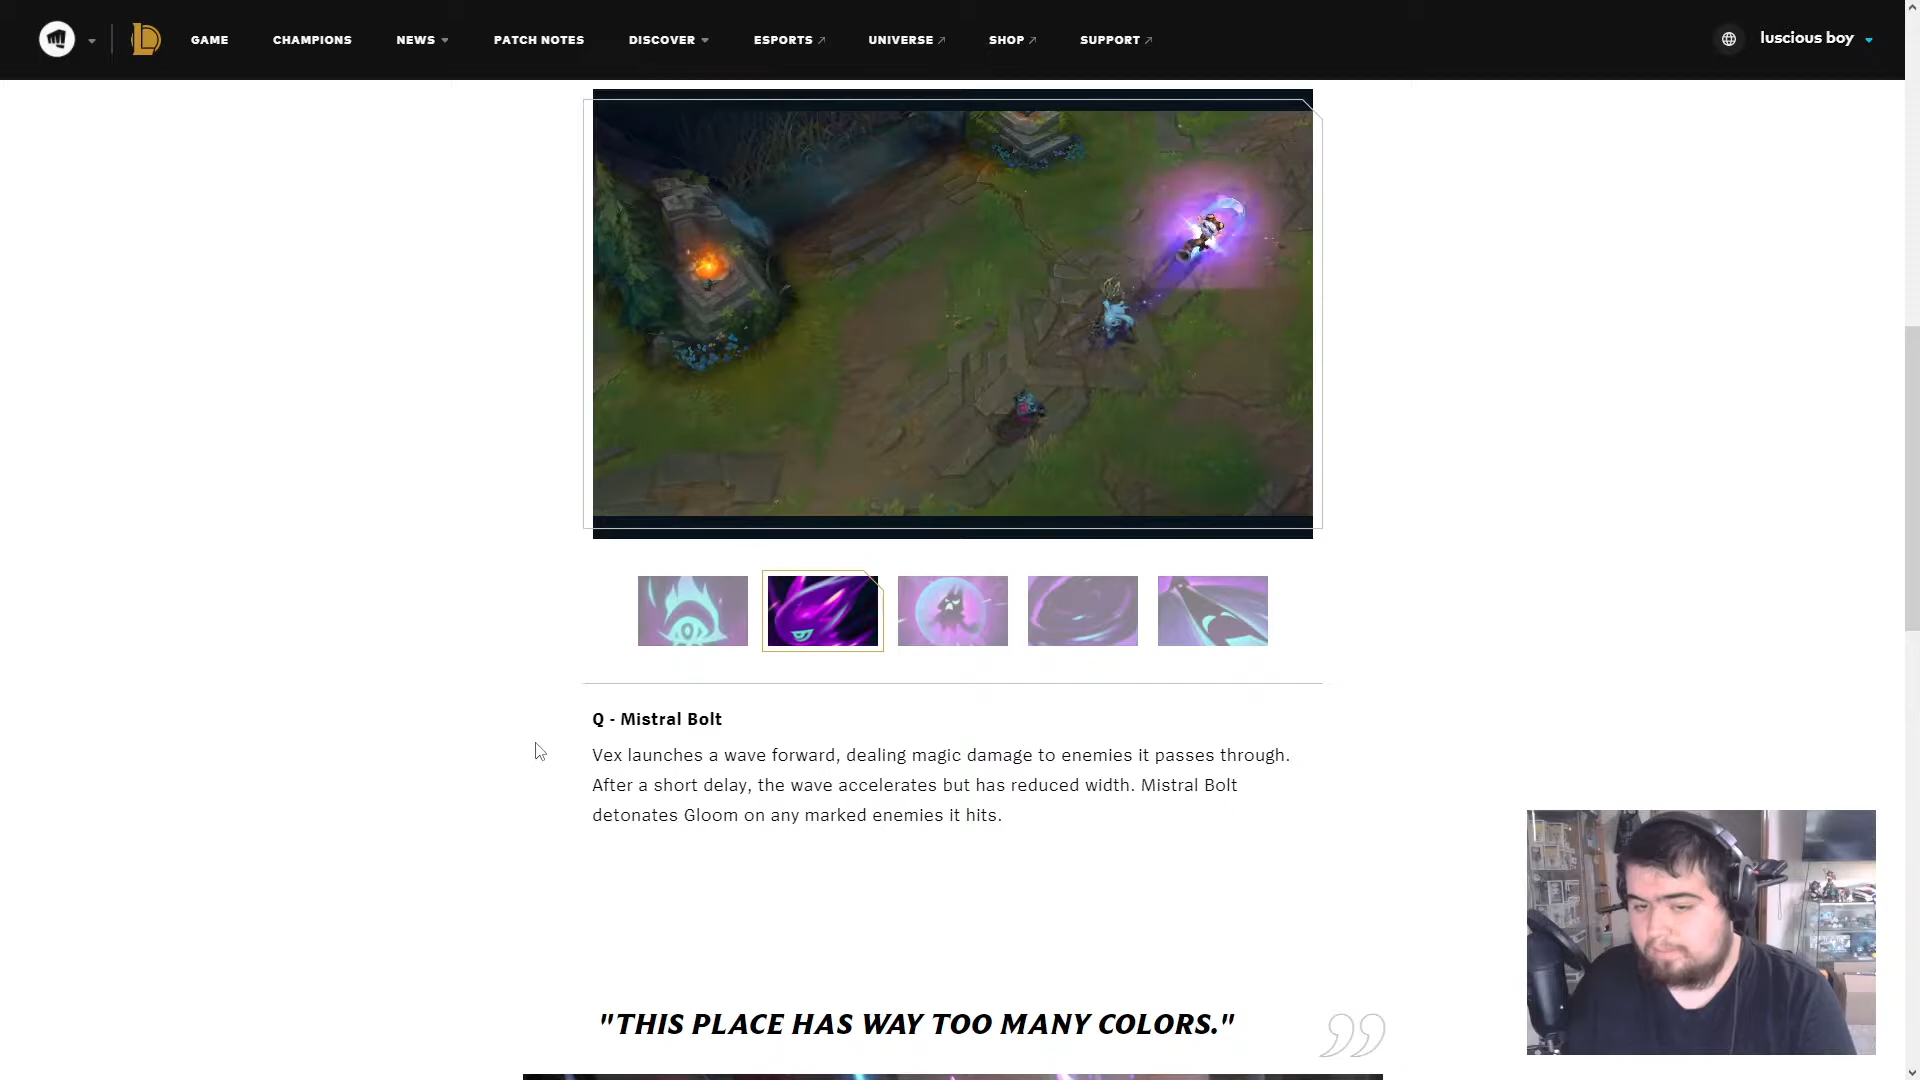 GAME CHAMPIONS NEWS PATCH NOTES DISCOVER ESPORTS UNIVERSE SHOP SUPPORT luscious boy
Q - Mistral Bolt
Vex launches a wave forward, dealing magic damage to enemies it passes through.
After a short delay, the wave accelerates but has reduced width. Mistral Bolt
detonates Gloom on any marked enemies it hits.
"THIS PLACE HAS WAY TOO MANY COLORS."